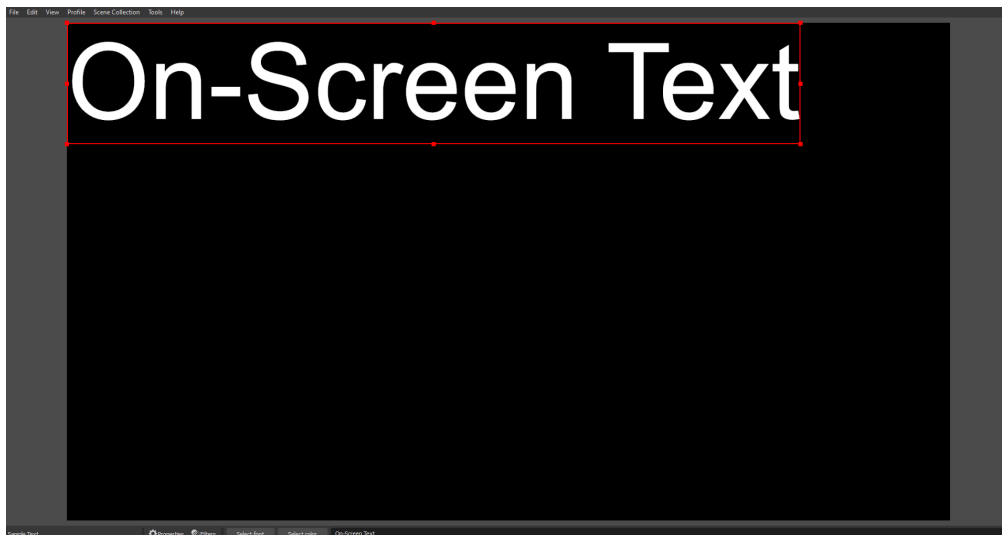 File Edit View Profile Scene Collection Tools Help
On-Screen Text
Sample Text Properties Filters Select font Select color On-Screen Text